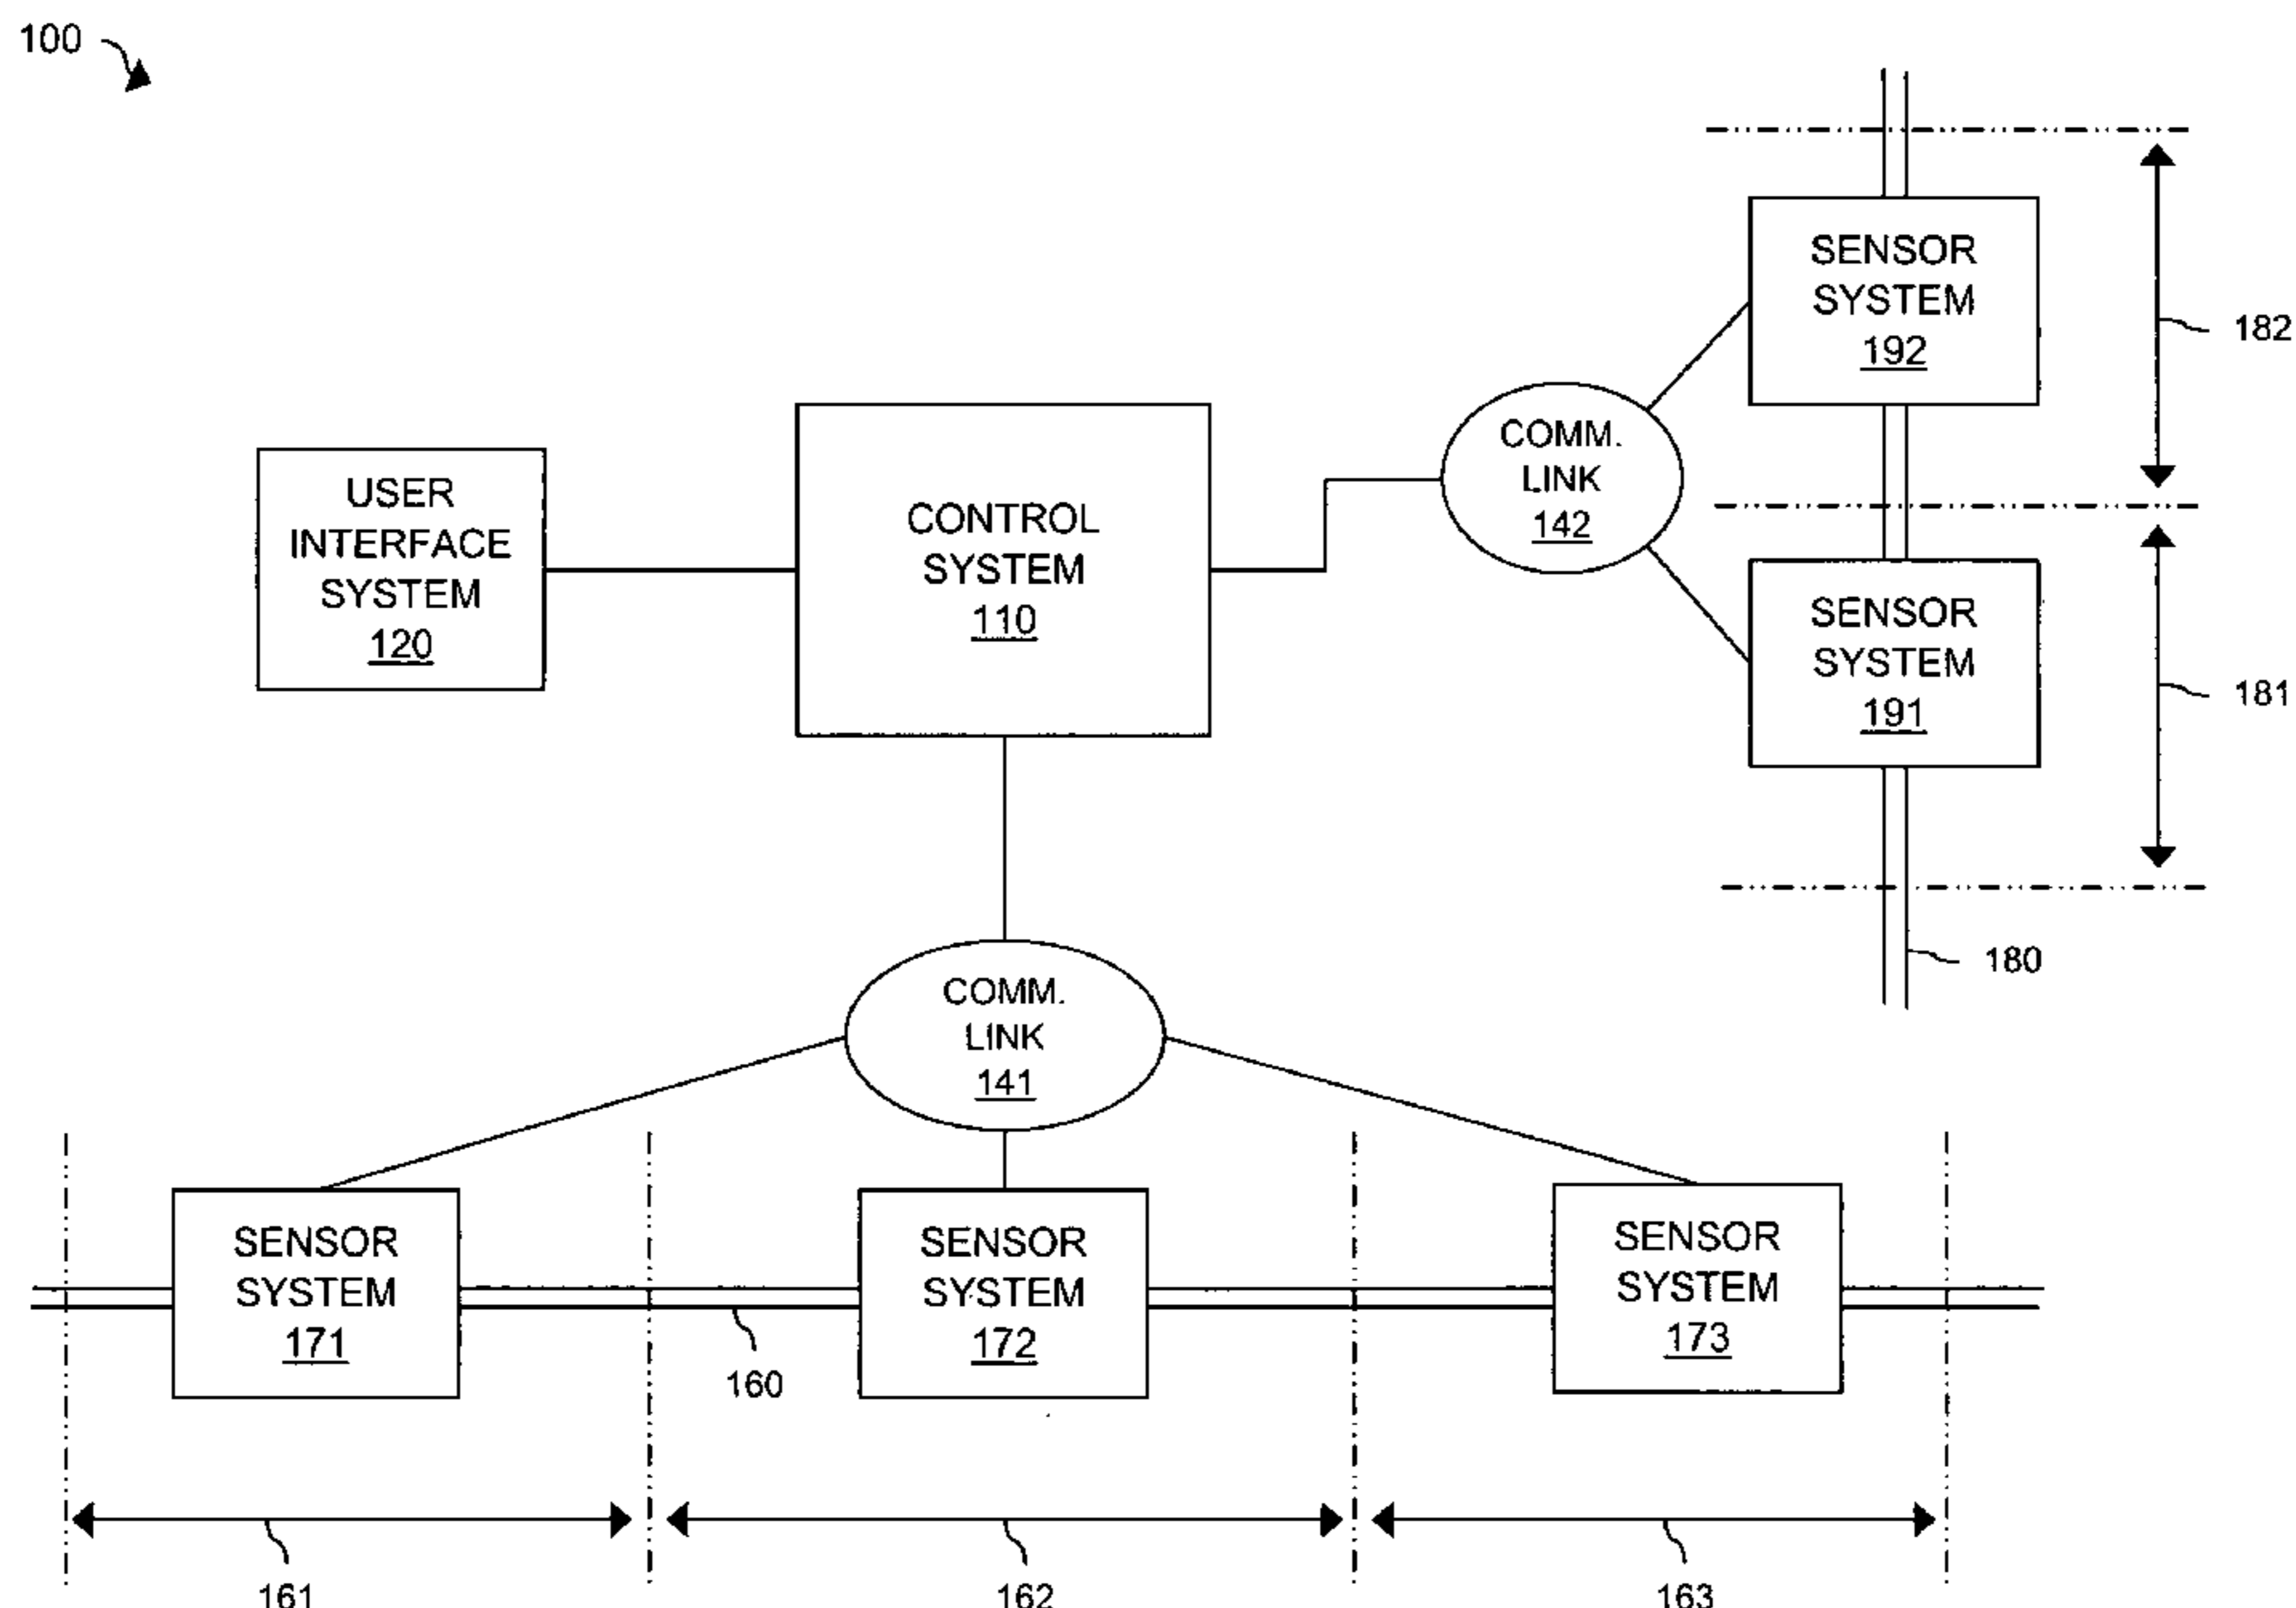 100
SENSOR
SYSTEM
192
182
COMM.
LINK
142
USER
INTERFACE
SYSTEM
120
CONTROL
SYSTEM
110
SENSOR
SYSTEM
191
181
180
COMM.
LINK
141
SENSOR
SYSTEM
171
SENSOR
SYSTEM
172
SENSOR
SYSTEM
173
160
161
162
163